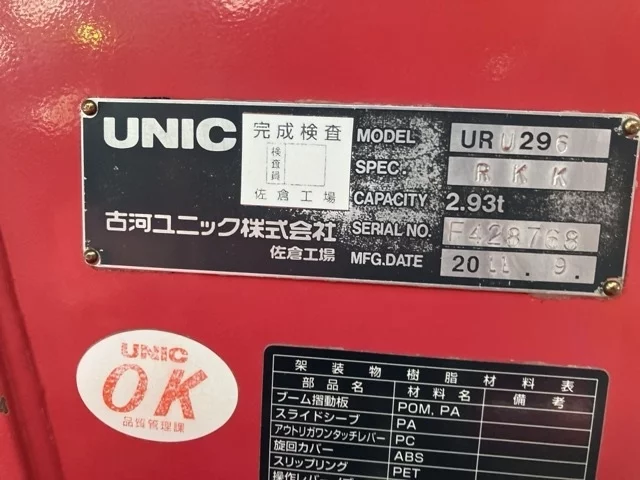 UNIC
完成検査
検査員
佐倉工場
古河ユニック株式会社
佐倉工場
MODEL URU296
SPEC. RKK
CAPACITY 2.93t
SERIAL NO. F428768
MFG.DATE 2011.9.
UNIC
OK
品質管理課
架装物樹脂材料表
部品名 材料 備考
ブーム摺動板 POM, PA
スライドシーブ PA
アウトリガワンタッチレバー PC
旋回カバー ABS
スリップリング PET